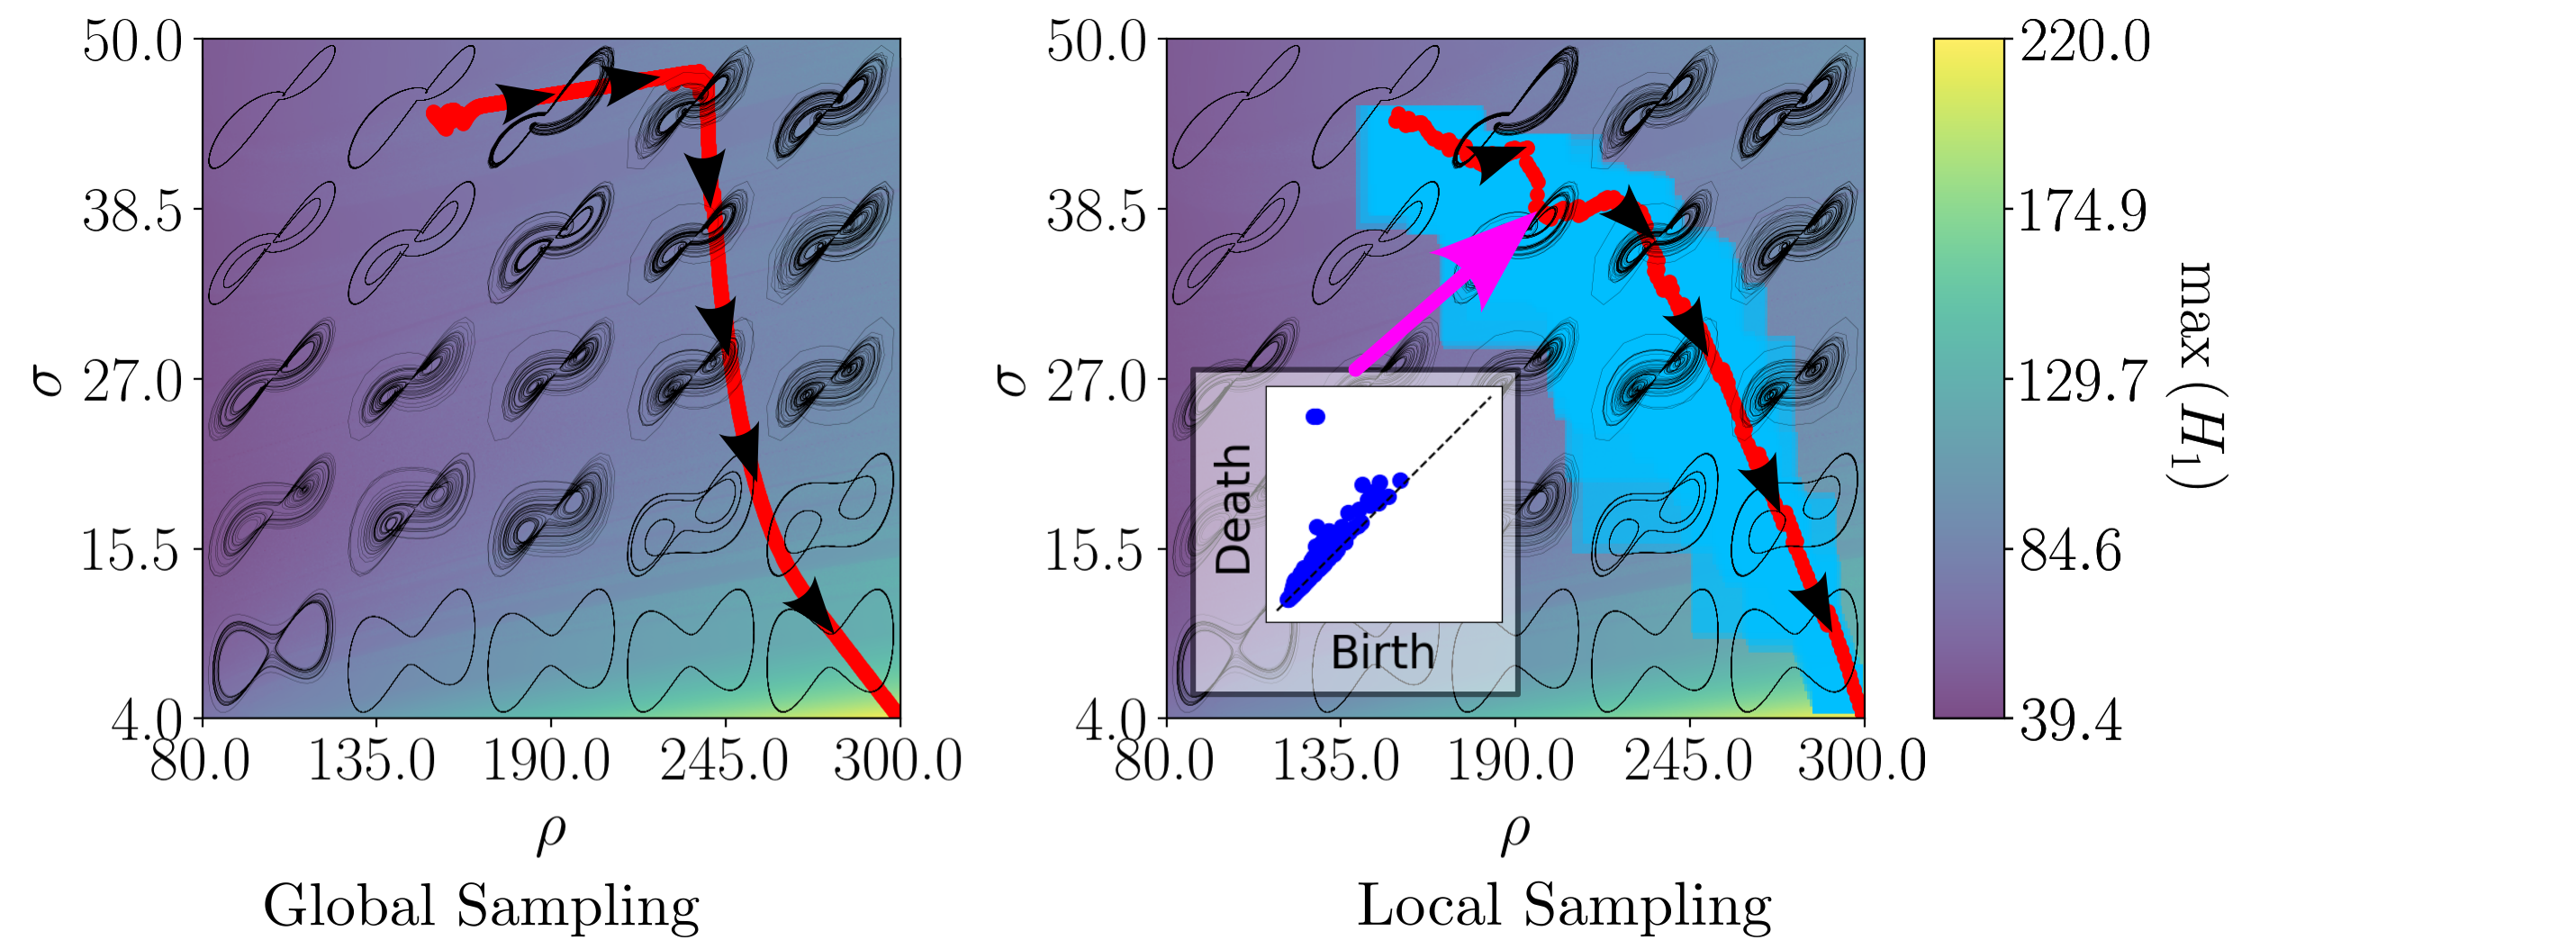 50.0
38.5
27.0
15.5
4.0
σ
80.0 135.0 190.0 245.0 300.0
ρ
Global Sampling
50.0
38.5
27.0
15.5
4.0
σ
Death
Birth
80.0 135.0 190.0 245.0 300.0
ρ
Local Sampling
220.0
174.9
129.7
84.6
39.4
max (H₁)